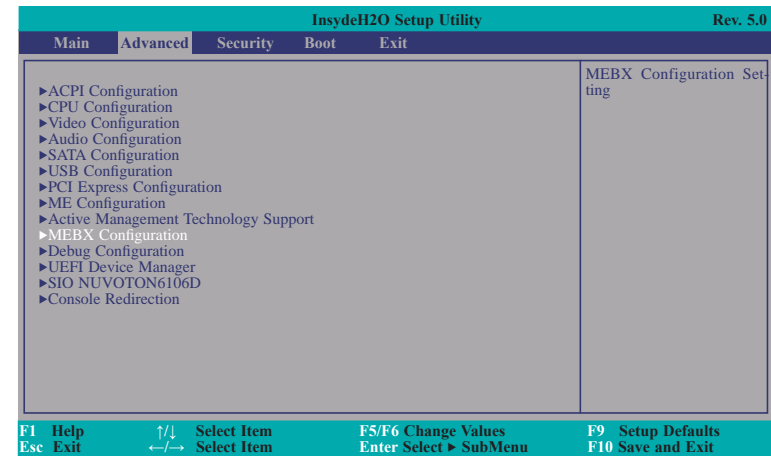 InsydeH2O Setup Utility Rev. 5.0
Main Advanced Security Boot Exit
►ACPI Configuration
►CPU Configuration
►Video Configuration
►Audio Configuration
►SATA Configuration
►USB Configuration
►PCI Express Configuration
►ME Configuration
►Active Management Technology Support
►MEBX Configuration
►Debug Configuration
►UEFI Device Manager
►SIO NUVOTON6106D
►Console Redirection
MEBX Configuration Set-
ting
F1 Help ↑/↓ Select Item F5/F6 Change Values F9 Setup Defaults
Esc Exit ←/→ Select Item Enter Select ► SubMenu F10 Save and Exit